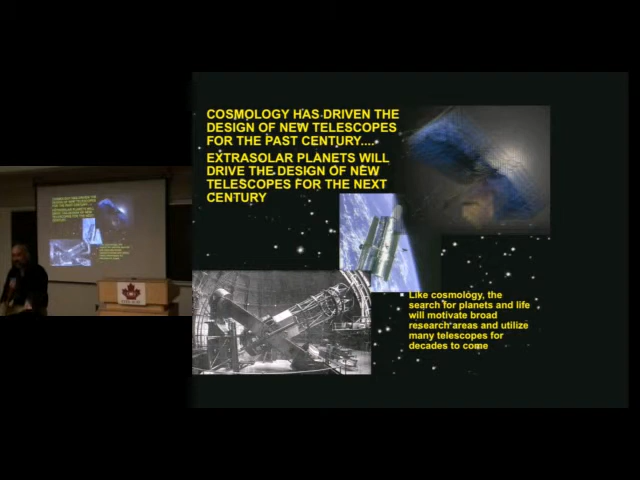 COSMOLOGY HAS DRIVEN THE
DESIGN OF NEW TELESCOPES
FOR THE PAST CENTURY....
EXTRASOLAR PLANETS WILL
DRIVE THE DESIGN OF NEW
TELESCOPES FOR THE NEXT
CENTURY
Like cosmology, the
search for planets and life
will motivate broad
research areas and utilize
many telescopes for
decades to come